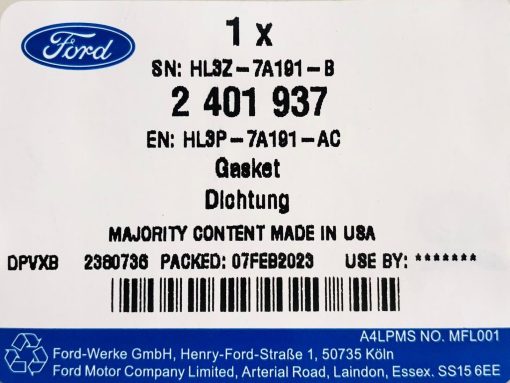 Ford
1 x
SN: HL3Z-7A191-B
2 401 937
EN: HL3P-7A191-AC
Gasket
Dichtung
MAJORITY CONTENT MADE IN USA
DPVXB 2380736 PACKED: 07FEB2023 USE BY: *******
A4LPMS NO. MFL001
Ford-Werke GmbH, Henry-Ford-Straße 1, 50735 Köln
Ford Motor Company Limited, Arterial Road, Laindon, Essex. SS15 6EE